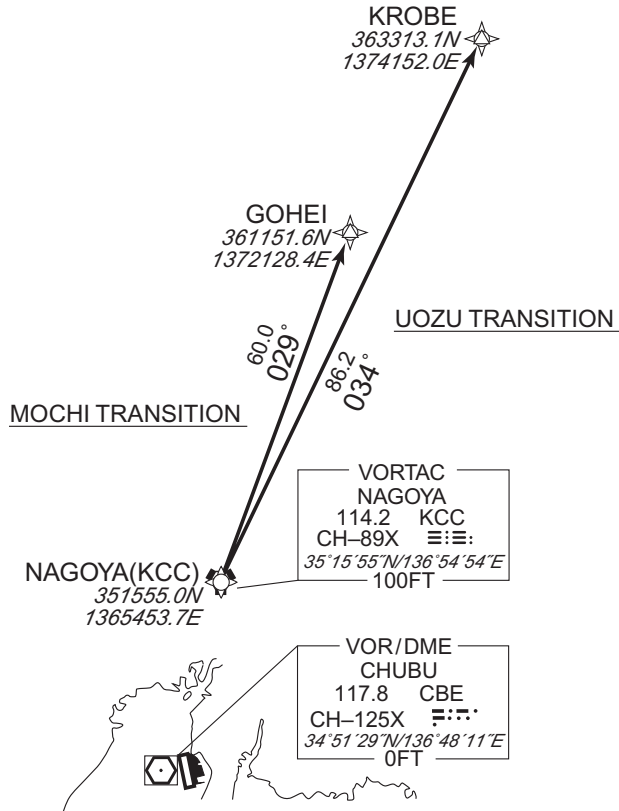 KROBE
363313.1N
1374152.0E
GOHEI
361151.6N
1372128.4E
UOZU TRANSITION
60.0
029°
86.2
034°
MOCHI TRANSITION
VORTAC
NAGOYA
114.2 KCC
CH–89X
35°15´55˝N/136°54´54˝E
100FT
NAGOYA(KCC)
351555.0N
1365453.7E
VOR/DME
CHUBU
117.8 CBE
CH–125X
34°51´29˝N/136°48´11˝E
0FT